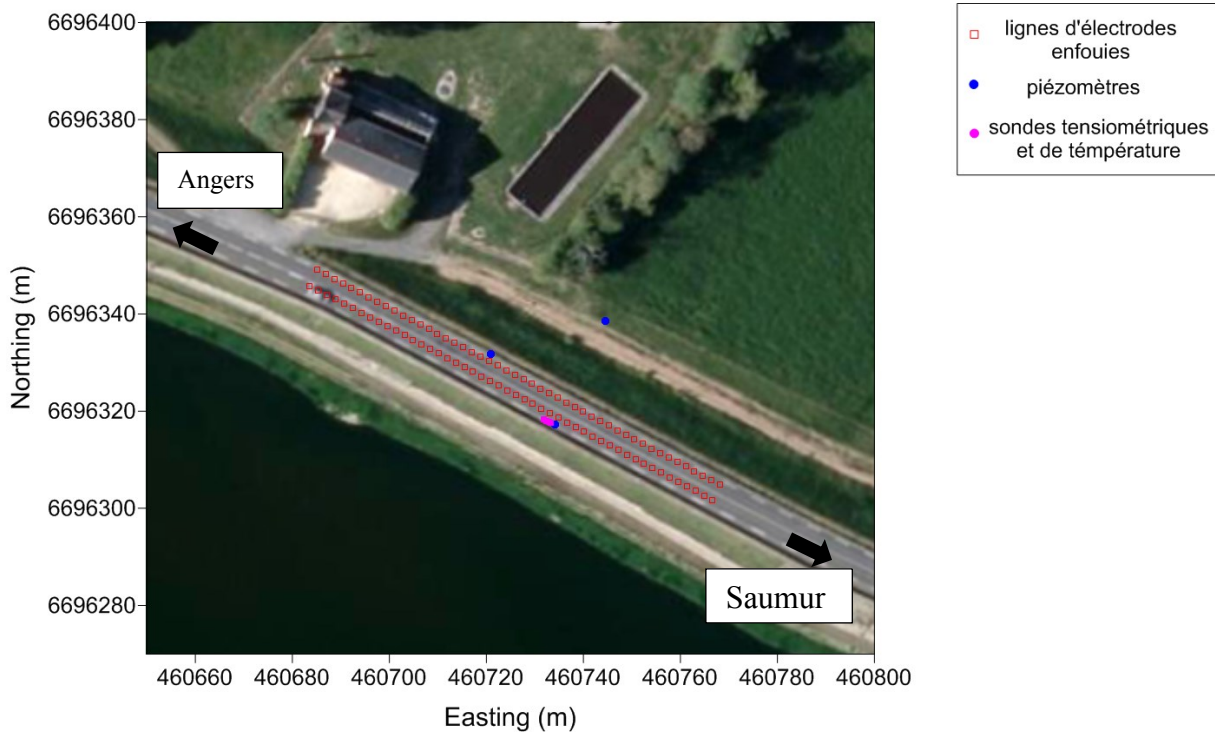 6696400
6696380
6696360
6696340
6696320
6696300
6696280
Northing (m)
Angers
Saumur
460660 460680 460700 460720 460740 460760 460780 460800
Easting (m)
lignes d'électrodes
enfouies
piézomètres
sondes tensiométriques
et de témpérature